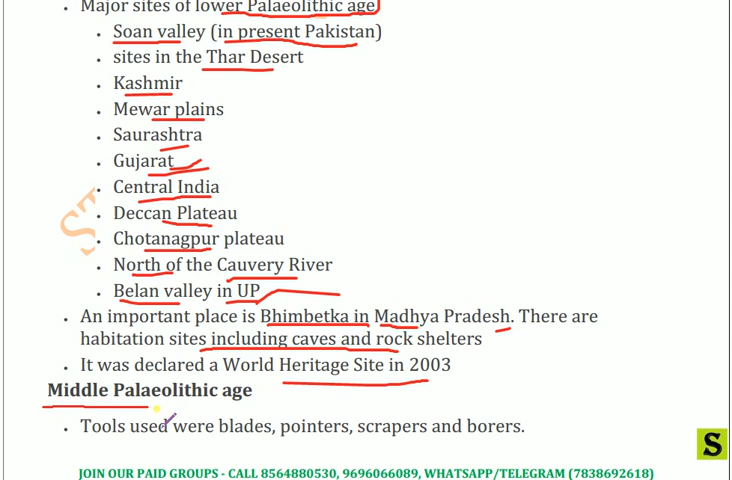 • Major sites of lower Palaeolithic age
• Soan valley (in present Pakistan)
• sites in the Thar Desert
• Kashmir
• Mewar plains
• Saurashtra
• Gujarat
• Central India
• Deccan Plateau
• Chotanagpur plateau
• North of the Cauvery River
• Belan valley in UP
• An important place is Bhimbetka in Madhya Pradesh. There are
habitation sites including caves and rock shelters
• It was declared a World Heritage Site in 2003
Middle Palaeolithic age
• Tools used were blades, pointers, scrapers and borers.
S
JOIN OUR PAID GROUPS - CALL 8564880530, 9696066089, WHATSAPP/TELEGRAM (7838692618)